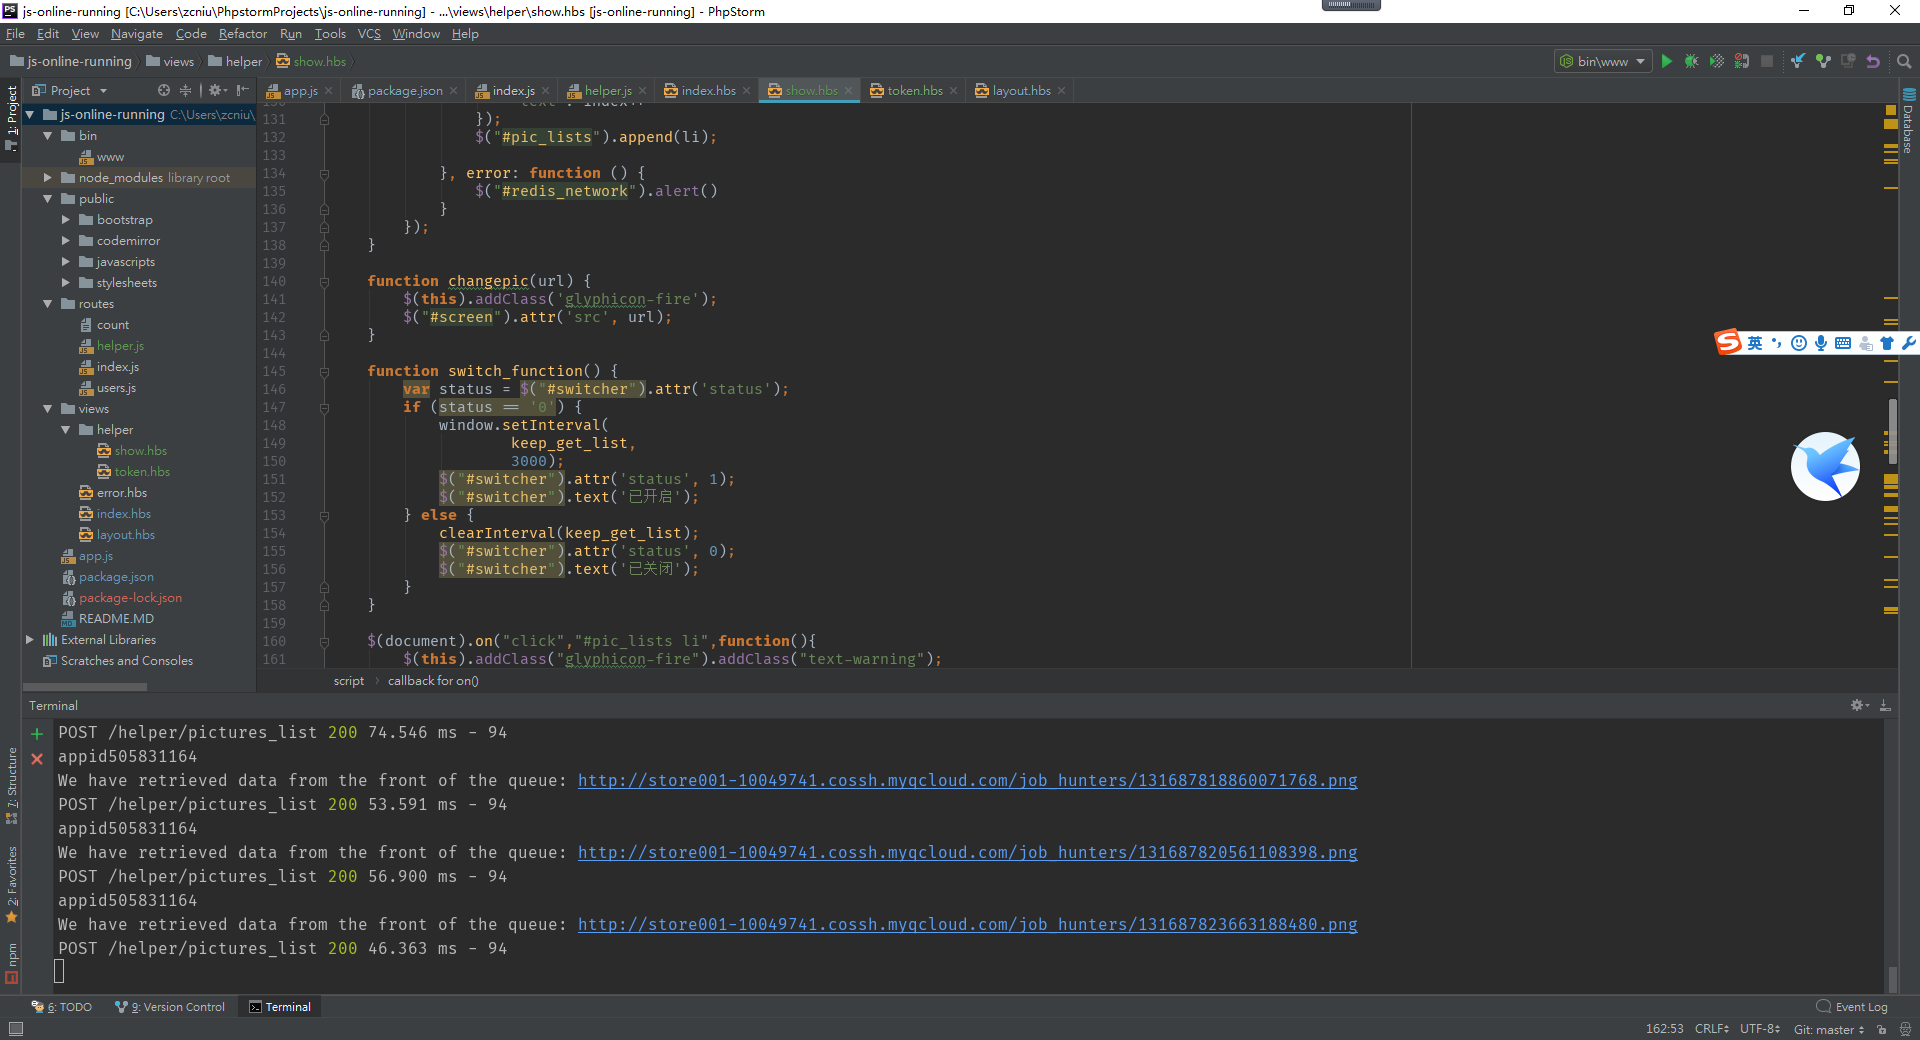 js-online-running [C:\Users\zcniu\PhpstormProjects\js-online-running] - ...\views\helper\show.hbs [js-online-running] - PhpStorm
File Edit View Navigate Code Refactor Run Tools VCS Window Help
js-online-running views helper show.hbs
bin\www
Project
app.js package.json index.js helper.js index.hbs show.hbs token.hbs layout.hbs
1: Project
Database
js-online-running C:\Users\zcniu\
bin
www
node_modules library root
public
bootstrap
codemirror
javascripts
stylesheets
routes
count
helper.js
index.js
users.js
views
helper
show.hbs
token.hbs
error.hbs
index.hbs
layout.hbs
app.js
package.json
package-lock.json
README.MD
External Libraries
Scratches and Consoles
131 });
132 $("#pic_lists").append(li);
133
134 }, error: function () {
135 $("#redis_network").alert()
136 }
137 });
138 }
139
140 function changepic(url) {
141 $(this).addClass('glyphicon-fire');
142 $("#screen").attr('src', url);
143 }
144
145 function switch_function() {
146 var status = $("#switcher").attr('status');
147 if (status == '0') {
148 window.setInterval(
149 keep_get_list,
150 3000);
151 $("#switcher").attr('status', 1);
152 $("#switcher").text('已开启');
153 } else {
154 clearInterval(keep_get_list);
155 $("#switcher").attr('status', 0);
156 $("#switcher").text('已关闭');
157 }
158 }
159
160 $(document).on("click","#pic_lists li",function(){
161 $(this).addClass("glyphicon-fire").addClass("text-warning");
script callback for on()
英
Terminal
POST /helper/pictures_list 200 74.546 ms - 94
appid505831164
We have retrieved data from the front of the queue: http://store001-10049741.cossh.myqcloud.com/job_hunters/131687818860071768.png
POST /helper/pictures_list 200 53.591 ms - 94
appid505831164
We have retrieved data from the front of the queue: http://store001-10049741.cossh.myqcloud.com/job_hunters/131687820561108398.png
POST /helper/pictures_list 200 56.900 ms - 94
appid505831164
We have retrieved data from the front of the queue: http://store001-10049741.cossh.myqcloud.com/job_hunters/131687823663188480.png
POST /helper/pictures_list 200 46.363 ms - 94
7: Structure
2: Favorites
npm
6: TODO 9: Version Control Terminal Event Log
162:53 CRLF UTF-8 Git: master